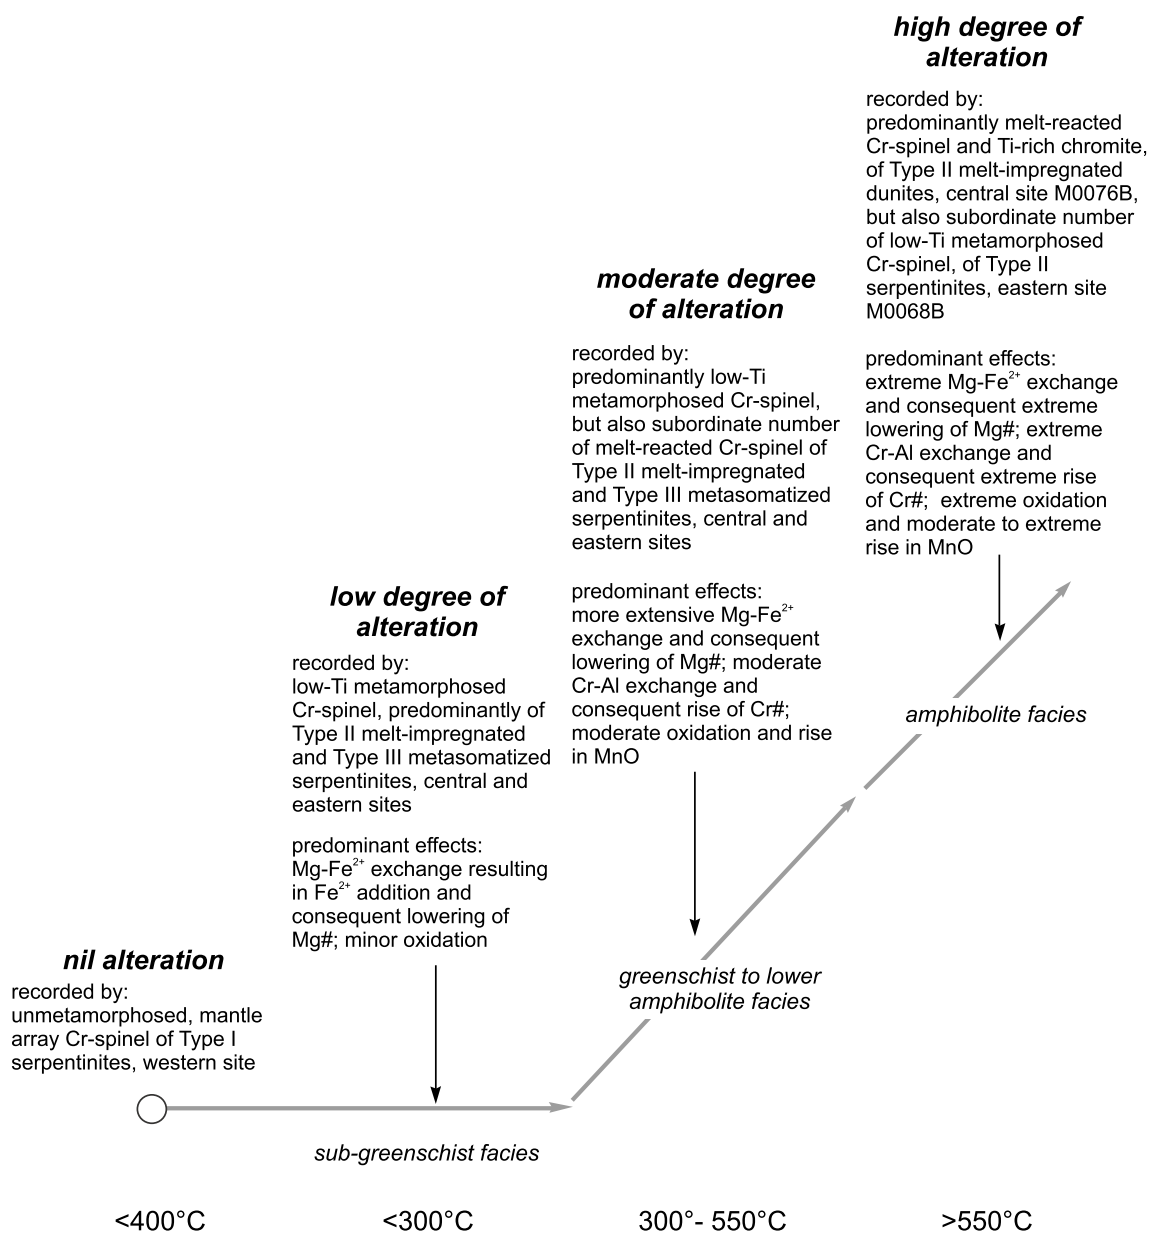 high degree of
alteration
recorded by:
predominantly melt-reacted
Cr-spinel and Ti-rich chromite,
of Type II melt-impregnated
dunites, central site M0076B,
but also subordinate number
of low-Ti metamorphosed
Cr-spinel, of Type II
serpentinites, eastern site
M0068B
predominant effects:
extreme Mg-Fe²⁺ exchange
and consequent extreme
lowering of Mg#; extreme
Cr-Al exchange and
consequent extreme rise
of Cr#; extreme oxidation
and moderate to extreme
rise in MnO
moderate degree
of alteration
recorded by:
predominantly low-Ti
metamorphosed Cr-spinel,
but also subordinate number
of melt-reacted Cr-spinel of
Type II melt-impregnated
and Type III metasomatized
serpentinites, central and
eastern sites
predominant effects:
more extensive Mg-Fe²⁺
exchange and consequent
lowering of Mg#; moderate
Cr-Al exchange and
consequent rise of Cr#;
moderate oxidation and rise
in MnO
low degree of
alteration
recorded by:
low-Ti metamorphosed
Cr-spinel, predominantly of
Type II melt-impregnated
and Type III metasomatized
serpentinites, central and
eastern sites
predominant effects:
Mg-Fe²⁺ exchange resulting
in Fe²⁺ addition and
consequent lowering of
Mg#; minor oxidation
nil alteration
recorded by:
unmetamorphosed, mantle
array Cr-spinel of Type I
serpentinites, western site
amphibolite facies
greenschist to lower
amphibolite facies
sub-greenschist facies
<400°C
<300°C
300°- 550°C
>550°C